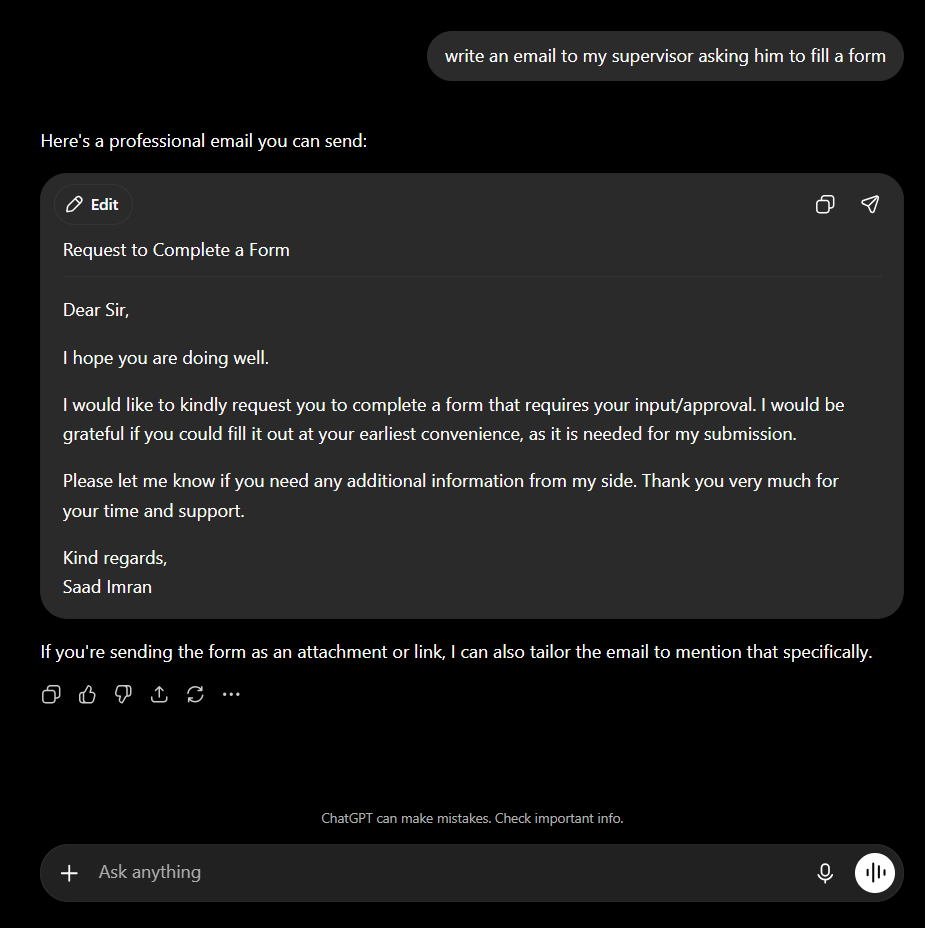 write an email to my supervisor asking him to fill a form
Here's a professional email you can send:
Edit
Request to Complete a Form
Dear Sir,
I hope you are doing well.
I would like to kindly request you to complete a form that requires your input/approval. I would be
grateful if you could fill it out at your earliest convenience, as it is needed for my submission.
Please let me know if you need any additional information from my side. Thank you very much for
your time and support.
Kind regards,
Saad Imran
If you're sending the form as an attachment or link, I can also tailor the email to mention that specifically.
ChatGPT can make mistakes. Check important info.
Ask anything